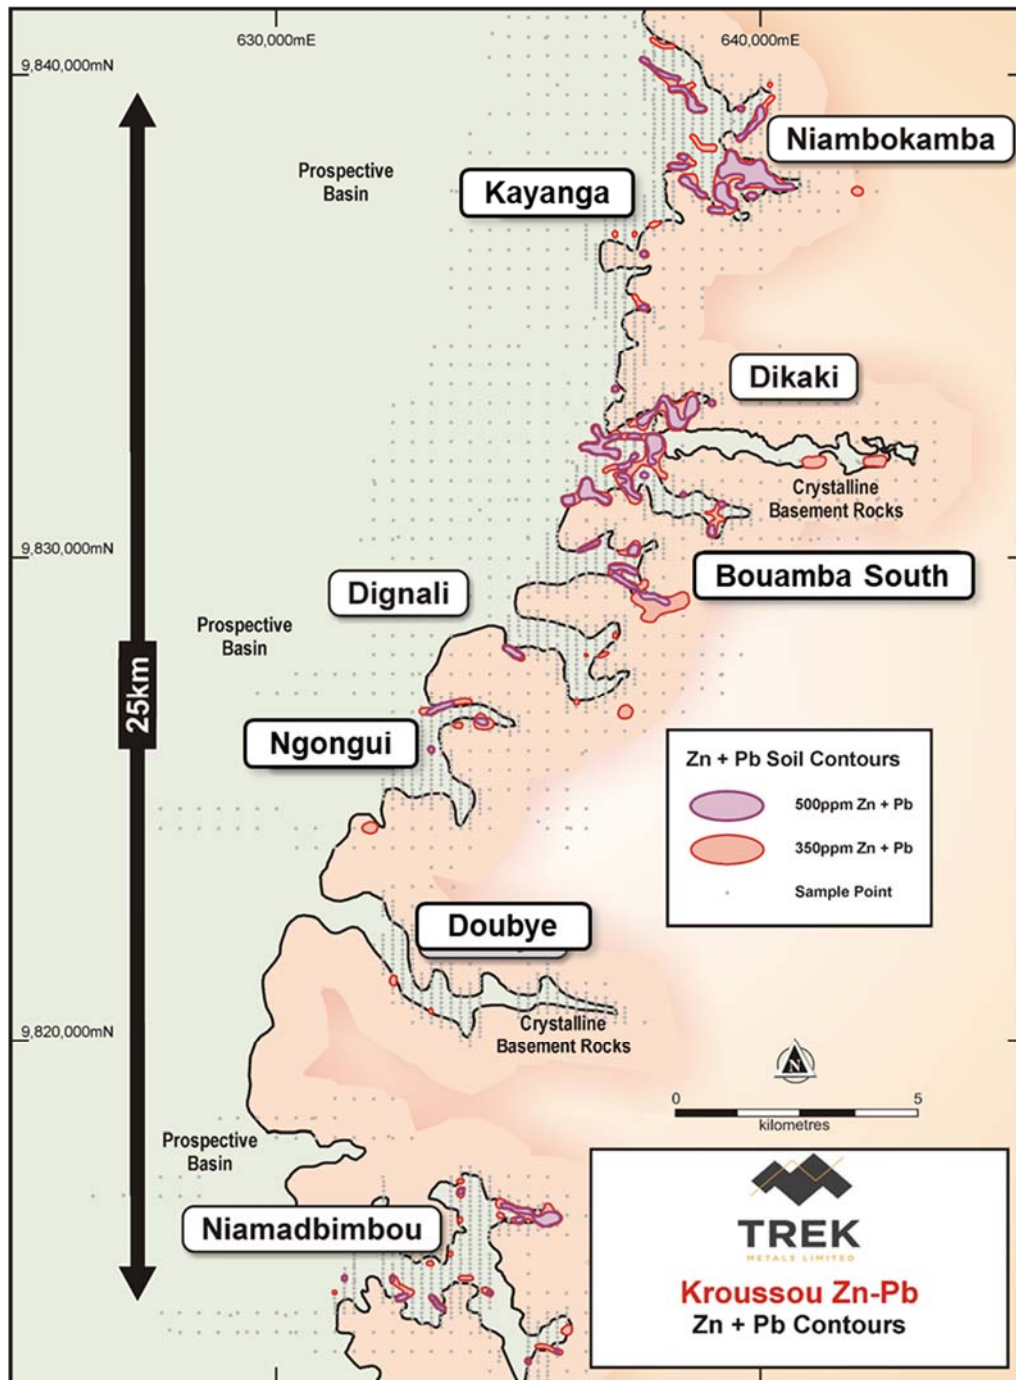 630,000mE
640,000mE
9,840,000mN
Niambokamba
Prospective
Basin
Kayanga
Dikaki
Crystalline
Basement Rocks
9,830,000mN
Bouamba South
Dignali
Prospective
Basin
25km
Ngongui
Zn + Pb Soil Contours
500ppm Zn + Pb
350ppm Zn + Pb
Sample Point
Doubye
9,820,000mN
Crystalline
Basement Rocks
N
0 5
kilometres
Prospective
Basin
Niamadbimbou
TREK
METALS LIMITED
Kroussou Zn-Pb
Zn + Pb Contours